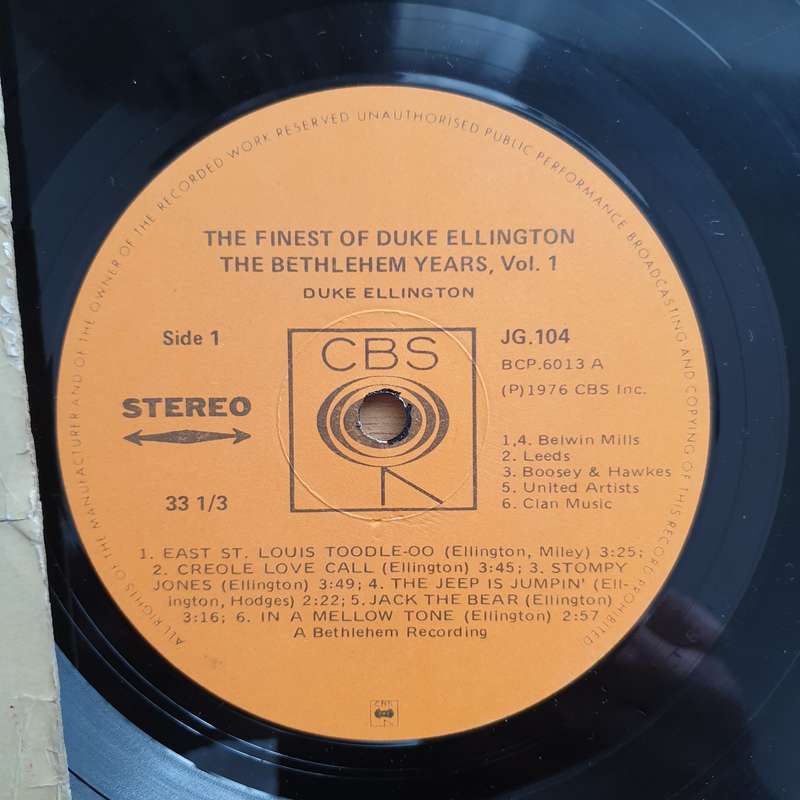 ALL RIGHTS OF THE MANUFACTURER AND OF THE OWNER OF THE RECORDED WORK RESERVED UNAUTHORISED PUBLIC PERFORMANCE BROADCASTING AND COPYING OF THIS RECORD PROHIBITED
THE FINEST OF DUKE ELLINGTON
THE BETHLEHEM YEARS, Vol. 1
DUKE ELLINGTON
Side 1
CBS
JG.104
BCP.6013 A
(P)1976 CBS Inc.
STEREO
1,4. Belwin Mills
2. Leeds
3. Boosey & Hawkes
5. United Artists
6. Clan Music
33 1/3
1. EAST ST. LOUIS TOODLE-OO (Ellington, Miley) 3:25;
2. CREOLE LOVE CALL (Ellington) 3:45; 3. STOMPY
JONES (Ellington) 3:49; 4. THE JEEP IS JUMPIN' (Ell-
ington, Hodges) 2:22; 5. JACK THE BEAR (Ellington)
3:16; 6. IN A MELLOW TONE (Ellington) 2:57
A Bethlehem Recording
CBS